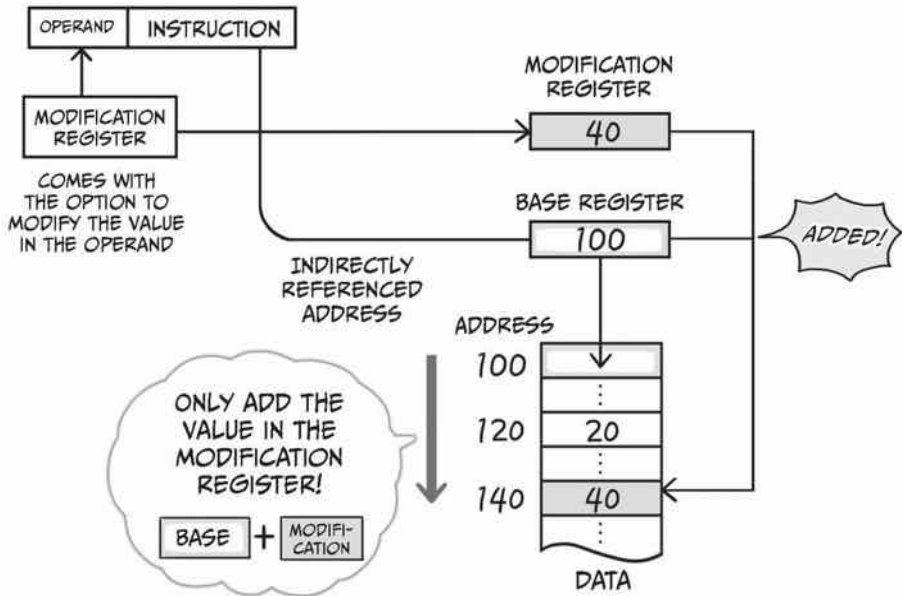 OPERAND INSTRUCTION
MODIFICATION
REGISTER
COMES WITH
THE OPTION TO
MODIFY THE VALUE
IN THE OPERAND
MODIFICATION
REGISTER
40
BASE REGISTER
100
ADDED!
INDIRECTLY
REFERENCED
ADDRESS
ADDRESS
100
120 20
140 40
DATA
ONLY ADD THE
VALUE IN THE
MODIFICATION
REGISTER!
BASE + MODIFI-
CATION